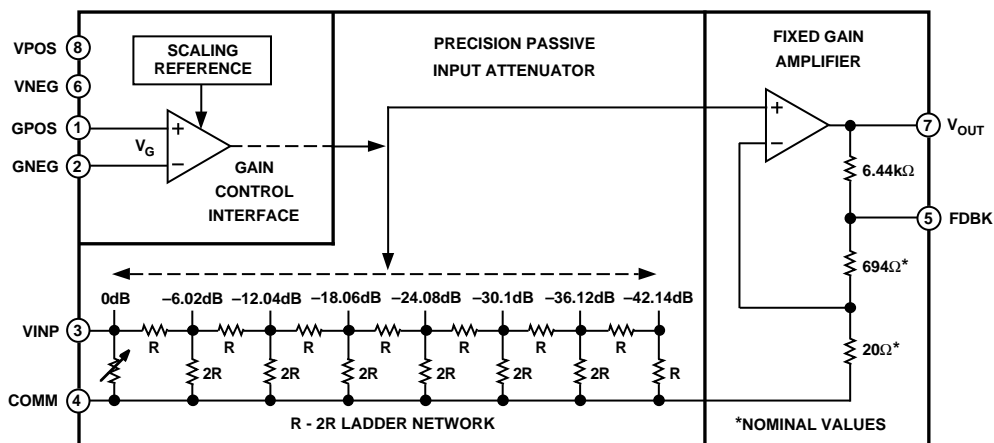 VPOS 8
VNEG 6
GPOS 1
GNEG 2
SCALING
REFERENCE
V_G
+
−
GAIN
CONTROL
INTERFACE
PRECISION PASSIVE
INPUT ATTENUATOR
FIXED GAIN
AMPLIFIER
+
−
7 V_OUT
6.44kΩ
5 FDBK
694Ω*
20Ω*
0dB −6.02dB −12.04dB −18.06dB −24.08dB −30.1dB −36.12dB −42.14dB
VINP 3
R R R R R R R
2R 2R 2R 2R 2R 2R R
COMM 4
R - 2R LADDER NETWORK
*NOMINAL VALUES